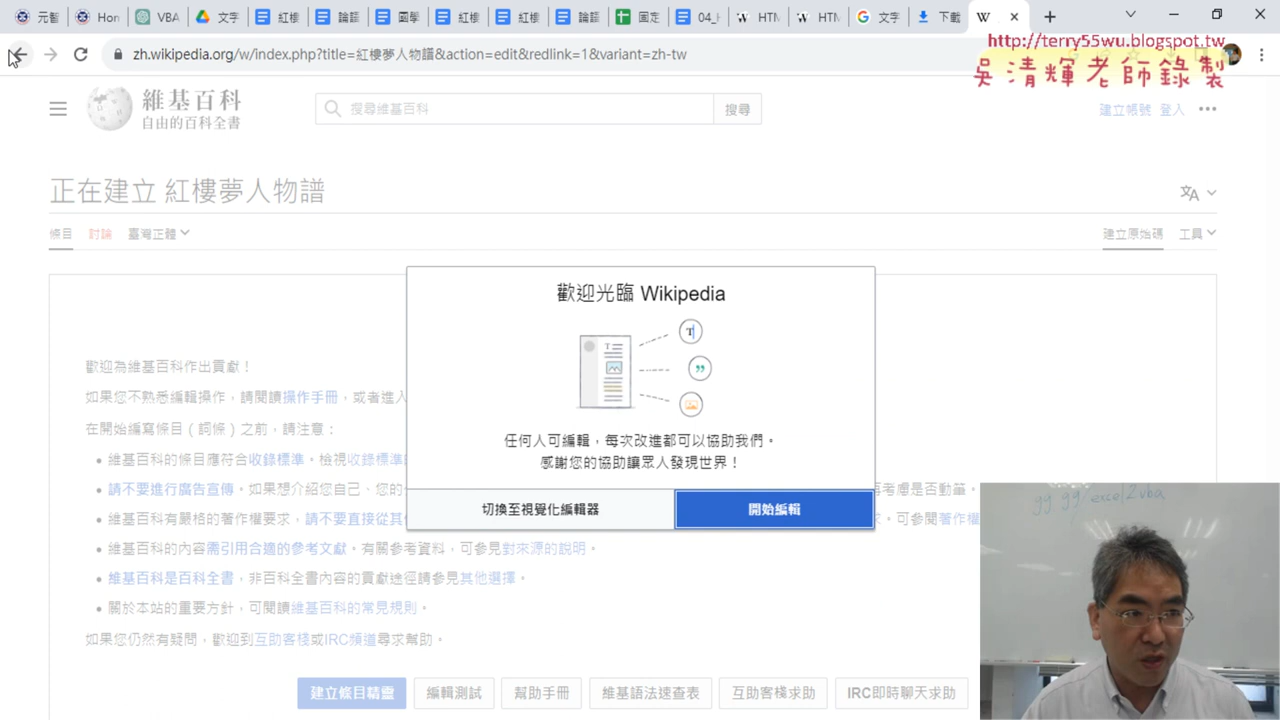 元智
Hor
VBA
文字
紅樓
論語
國學
紅樓
紅樓
論語
固定
04_
HTM
HTM
文字
下載
zh.wikipedia.org/w/index.php?title=紅樓夢人物譜&action=edit&redlink=1&variant=zh-tw
http://terry55wu.blogspot.tw
吳清輝老師錄製
維基百科
自由的百科全書
搜尋維基百科
搜尋
建立帳號 登入
正在建立 紅樓夢人物譜
條目 討論 臺灣正體
建立原始碼 工具
歡迎光臨 Wikipedia
任何人可編輯，每次改進都可以協助我們。
感謝您的協助讓眾人發現世界！
切換至視覺化編輯器
開始編輯
歡迎為維基百科作出貢獻！
如果您不熟悉編輯操作，請閱讀操作手冊，或者進入
在開始編寫條目（詞條）之前，請注意：
維基百科的條目應符合收錄標準。檢視收錄標準
請不要進行廣告宣傳。如果想介紹您自己、您的 再考慮是否動筆。
維基百科有嚴格的著作權要求，請不要直接從其 。可參閱著作權
維基百科的內容需引用合適的參考文獻。有關參考資料，可參見對來源的說明。
維基百科是百科全書，非百科全書內容的貢獻途徑請參見其他選擇。
關於本站的重要方針，可閱讀維基百科的常見規則。
如果您仍然有疑問，歡迎到互助客棧或IRC頻道尋求幫助。
建立條目精靈
編輯測試
幫助手冊
維基語法速查表
互助客棧求助
IRC即時聊天求助
gg.gg/excel2vba